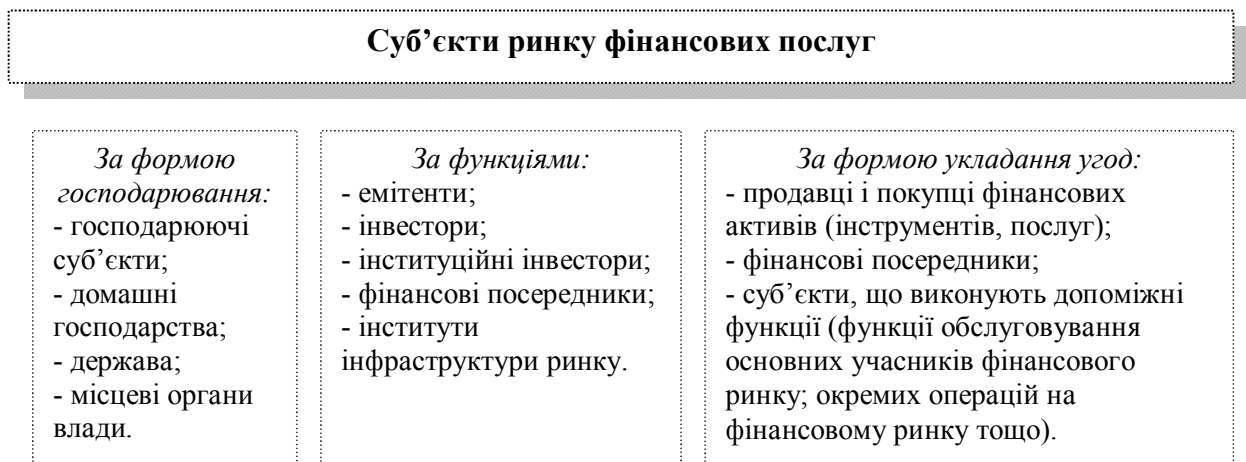 Суб’єкти ринку фінансових послуг
За формою
господарювання:
- господарюючі
суб’єкти;
- домашні
господарства;
- держава;
- місцеві органи
влади.
За функціями:
- емітенти;
- інвестори;
- інституційні інвестори;
- фінансові посередники;
- інститути
інфраструктури ринку.
За формою укладання угод:
- продавці і покупці фінансових
активів (інструментів, послуг);
- фінансові посередники;
- суб’єкти, що виконують допоміжні
функції (функції обслуговування
основних учасників фінансового
ринку; окремих операцій на
фінансовому ринку тощо).